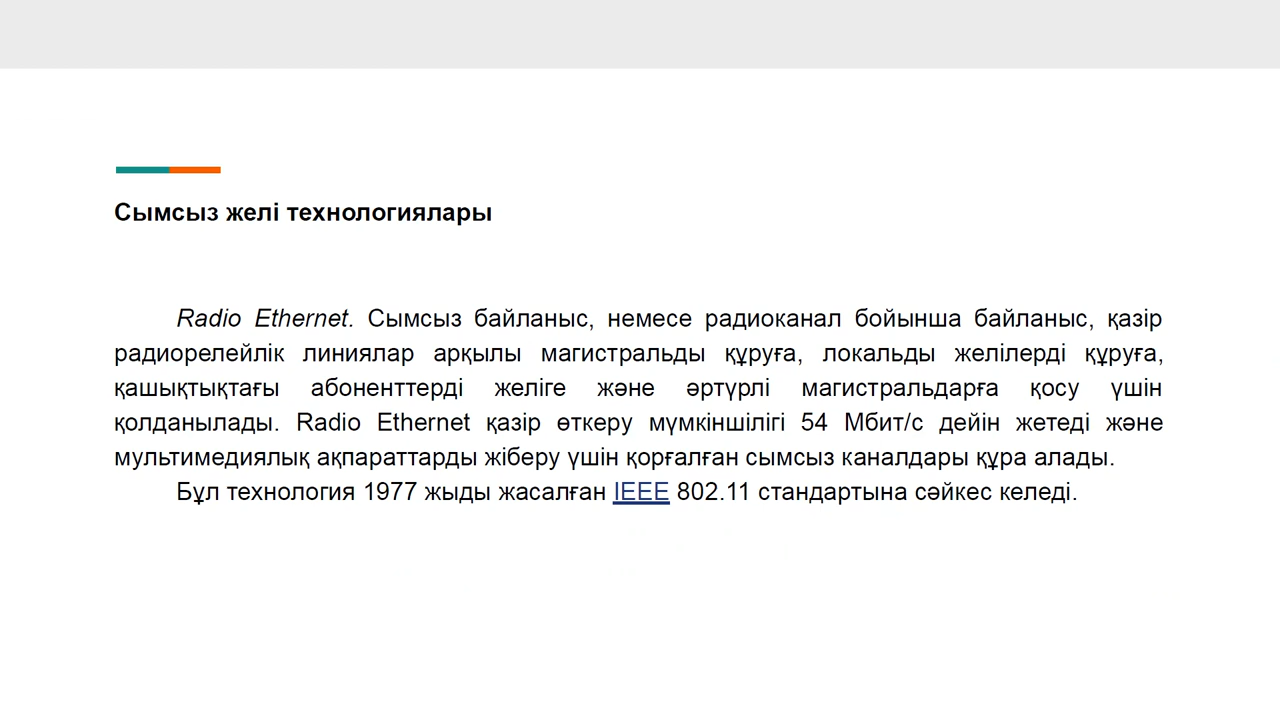 Сымсыз желі технологиялары
Radio Ethernet. Сымсыз байланыс, немесе радиоканал бойынша байланыс, қазір
радиорелейлік линиялар арқылы магистральды құруға, локальды желілерді құруға,
қашықтықтағы абоненттерді желіге және әртүрлі магистральдарға қосу үшін
қолданылады. Radio Ethernet қазір өткеру мүмкіншілігі 54 Мбит/с дейін жетеді және
мультимедиялық ақпараттарды жіберу үшін қорғалған сымсыз каналдары құра алады.
Бұл технология 1977 жыды жасалған IEEE 802.11 стандартына сәйкес келеді.